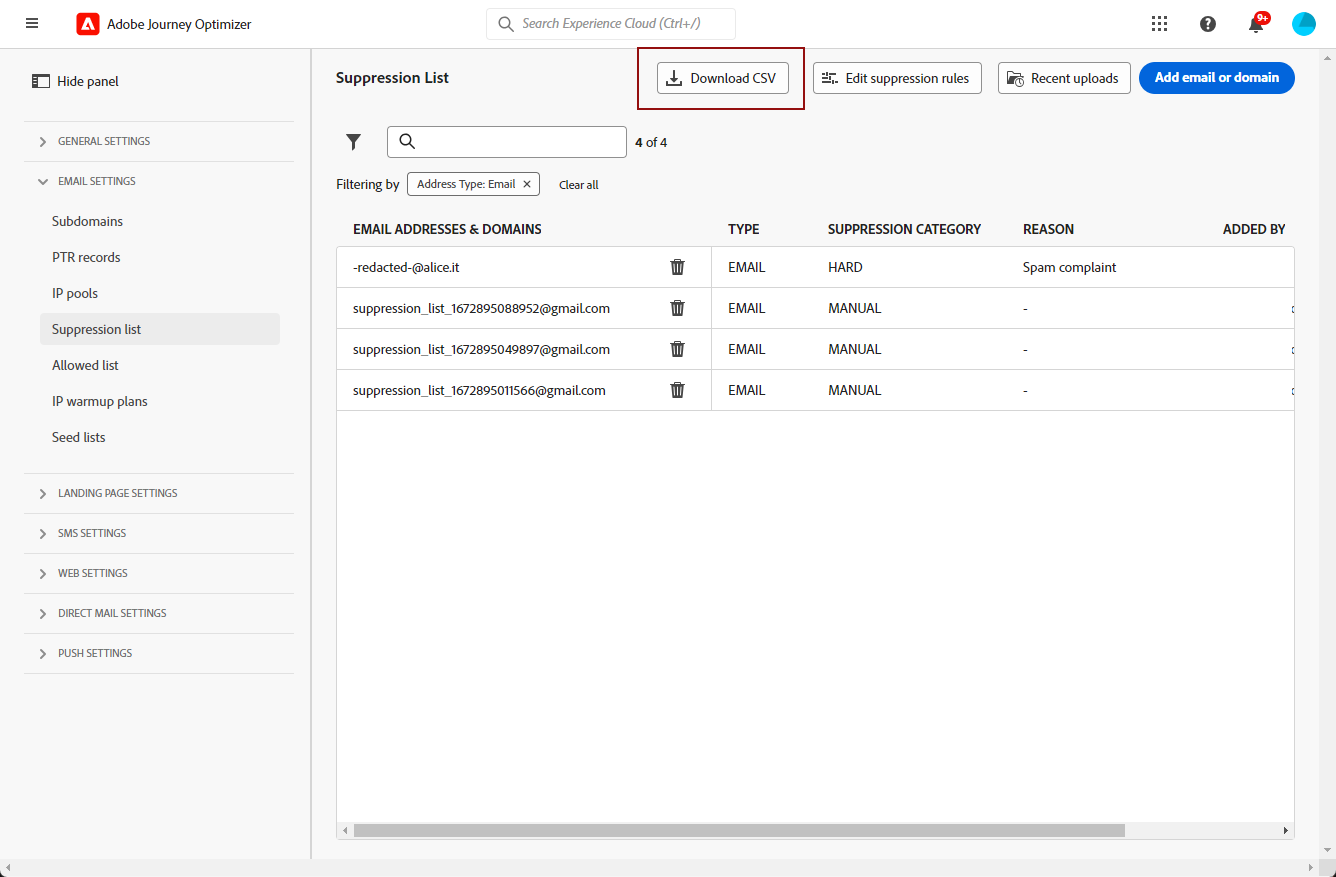 Adobe Journey Optimizer
Search Experience Cloud (Ctrl+/)
9+
Hide panel
GENERAL SETTINGS
EMAIL SETTINGS
Subdomains
PTR records
IP pools
Suppression list
Allowed list
IP warmup plans
Seed lists
LANDING PAGE SETTINGS
SMS SETTINGS
WEB SETTINGS
DIRECT MAIL SETTINGS
PUSH SETTINGS
Suppression List
Download CSV
Edit suppression rules
Recent uploads
Add email or domain
4 of 4
Filtering by Address Type: Email Clear all
EMAIL ADDRESSES & DOMAINS TYPE SUPPRESSION CATEGORY REASON ADDED BY
-redacted-@alice.it EMAIL HARD Spam complaint
suppression_list_1672895088952@gmail.com EMAIL MANUAL -
suppression_list_1672895049897@gmail.com EMAIL MANUAL -
suppression_list_1672895011566@gmail.com EMAIL MANUAL -